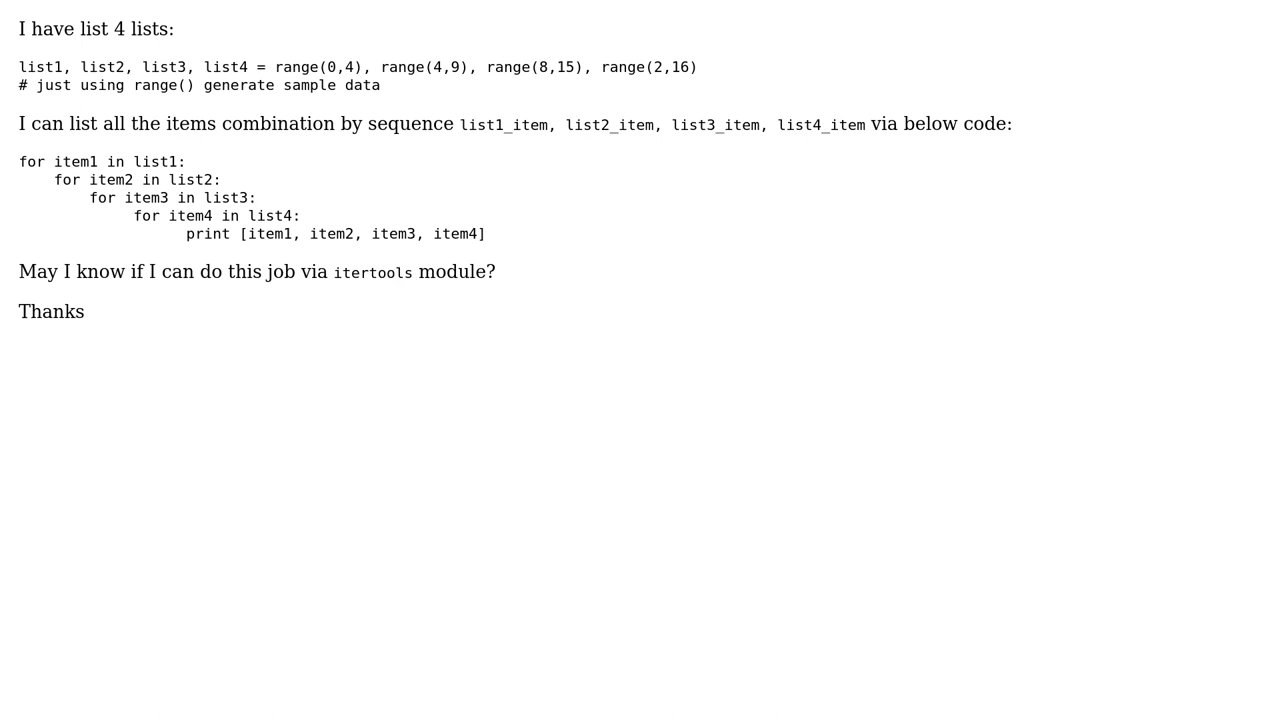 I have list 4 lists:
list1, list2, list3, list4 = range(0,4), range(4,9), range(8,15), range(2,16)
# just using range() generate sample data
I can list all the items combination by sequence list1_item, list2_item, list3_item, list4_item via below code:
for item1 in list1:
    for item2 in list2:
        for item3 in list3:
             for item4 in list4:
                   print [item1, item2, item3, item4]
May I know if I can do this job via itertools module?
Thanks